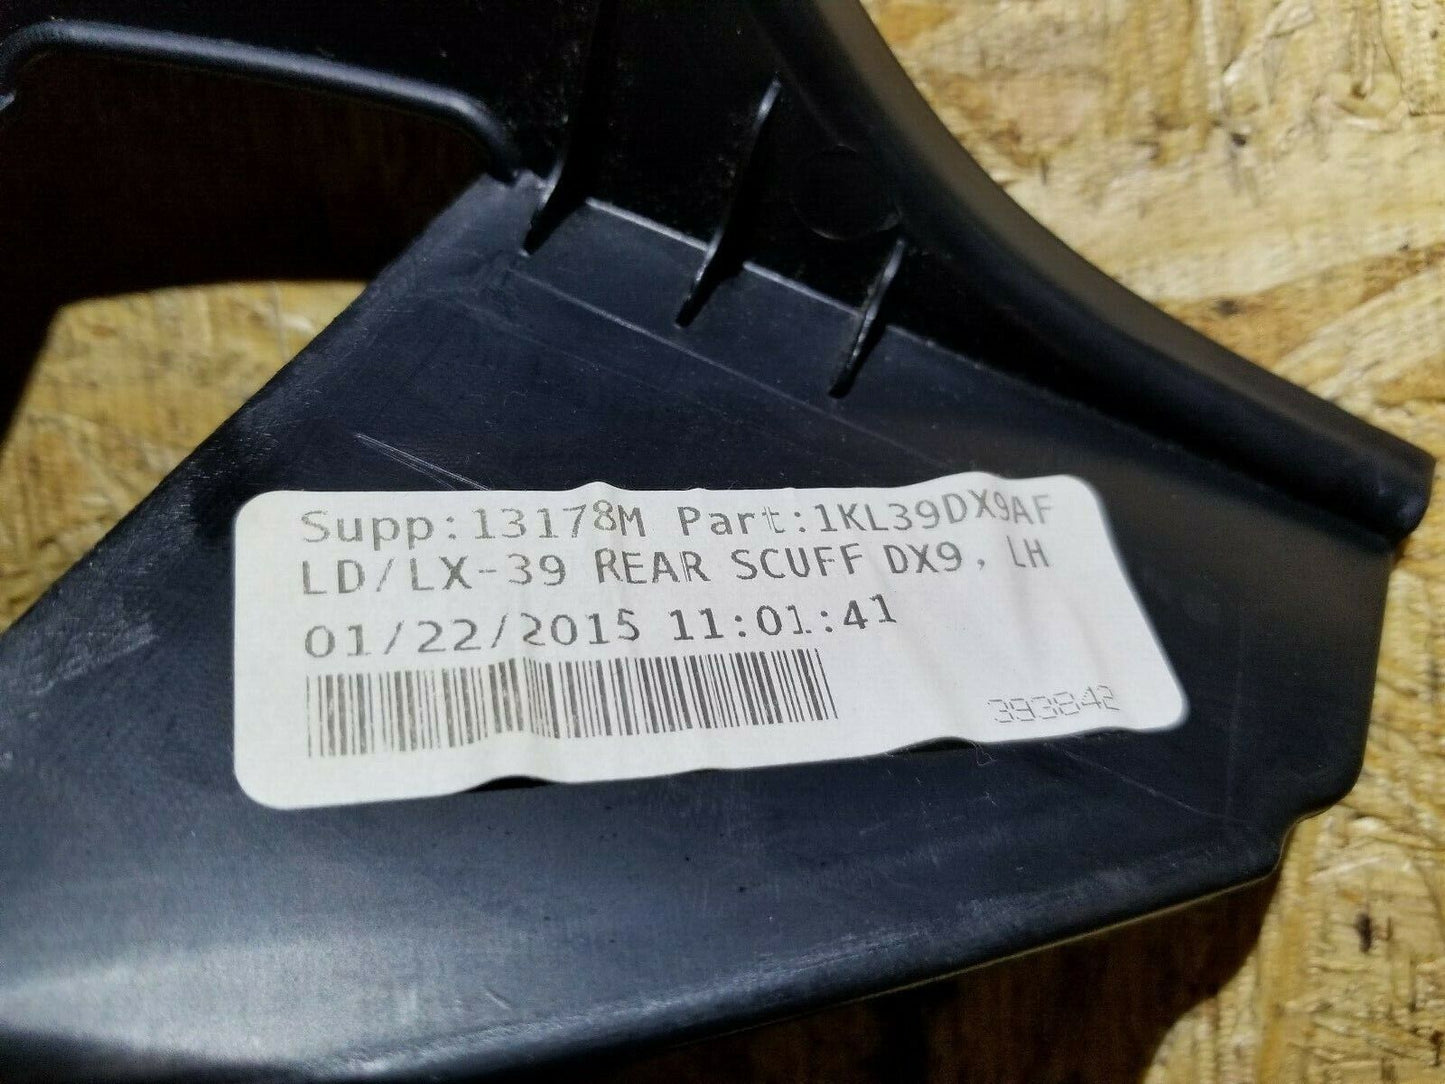 Supp:13178M Part:1KL39DX9AF
LD/LX-39 REAR SCUFF DX9, LH
01/22/2015 11:01:41
393842